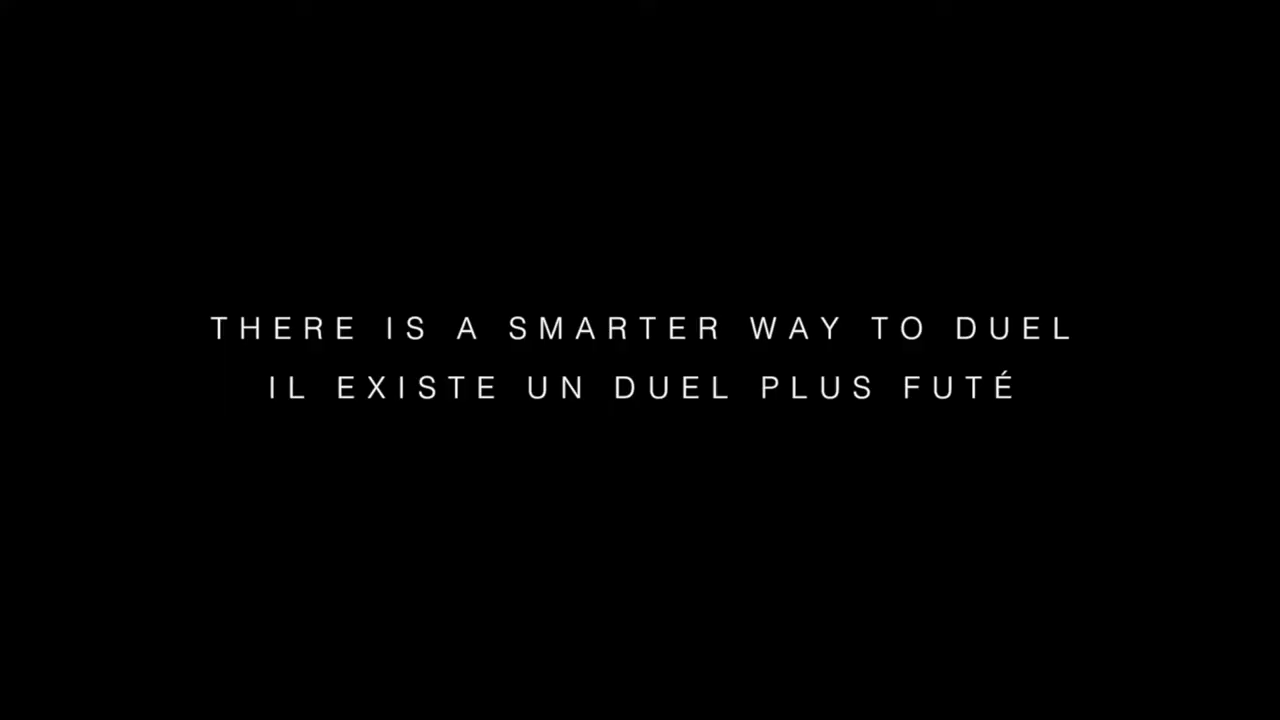 THERE IS A SMARTER WAY TO DUEL
IL EXISTE UN DUEL PLUS FUTÉ